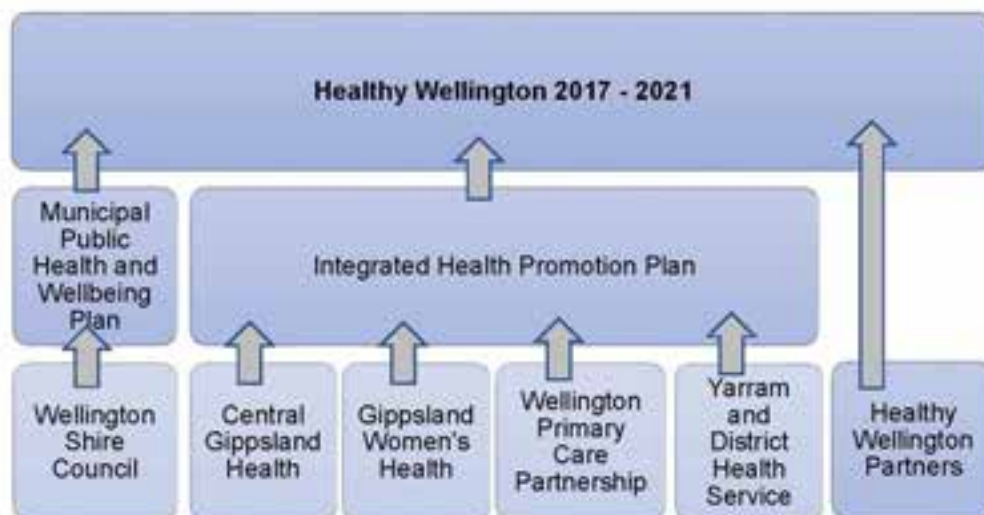 Healthy Wellington 2017 - 2021
Municipal
Public
Health and
Wellbeing
Plan
Integrated Health Promotion Plan
Wellington
Shire
Council
Central
Gippsland
Health
Gippsland
Women's
Health
Wellington
Primary
Care
Partnership
Yarram
and
District
Health
Service
Healthy
Wellington
Partners